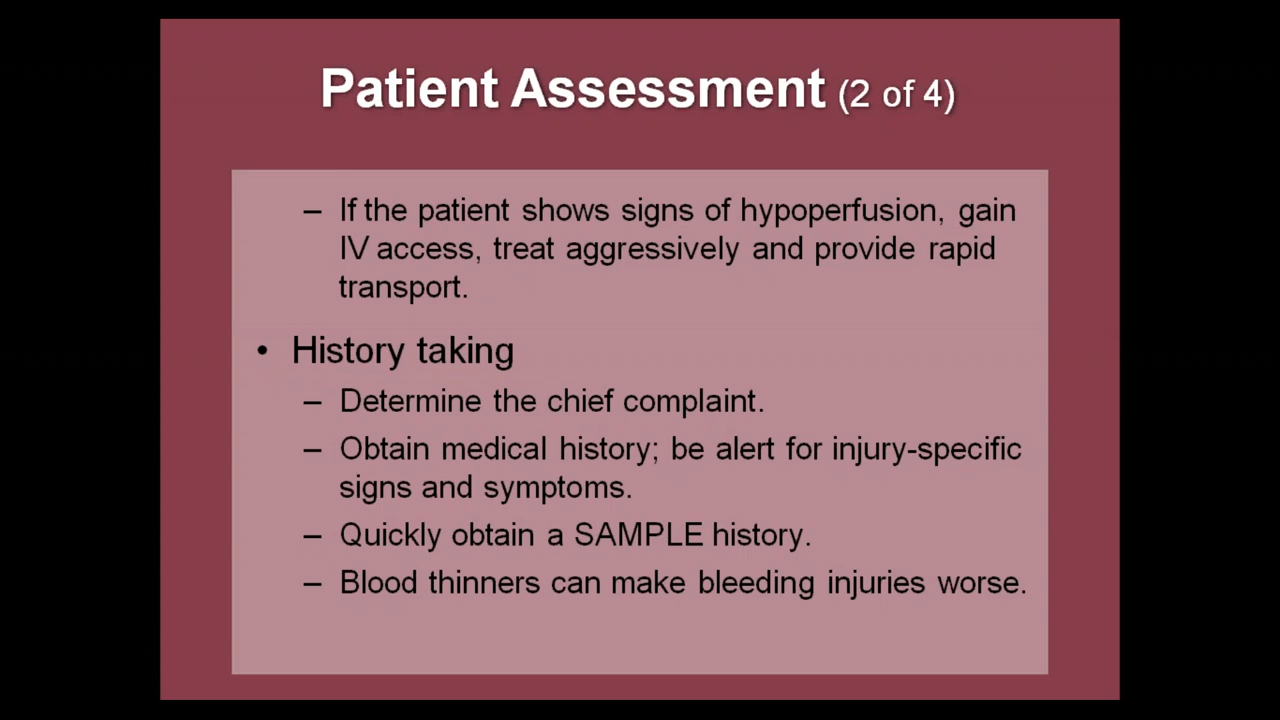 Patient Assessment (2 of 4)
– If the patient shows signs of hypoperfusion, gain
IV access, treat aggressively and provide rapid
transport.
• History taking
– Determine the chief complaint.
– Obtain medical history; be alert for injury-specific
signs and symptoms.
– Quickly obtain a SAMPLE history.
– Blood thinners can make bleeding injuries worse.